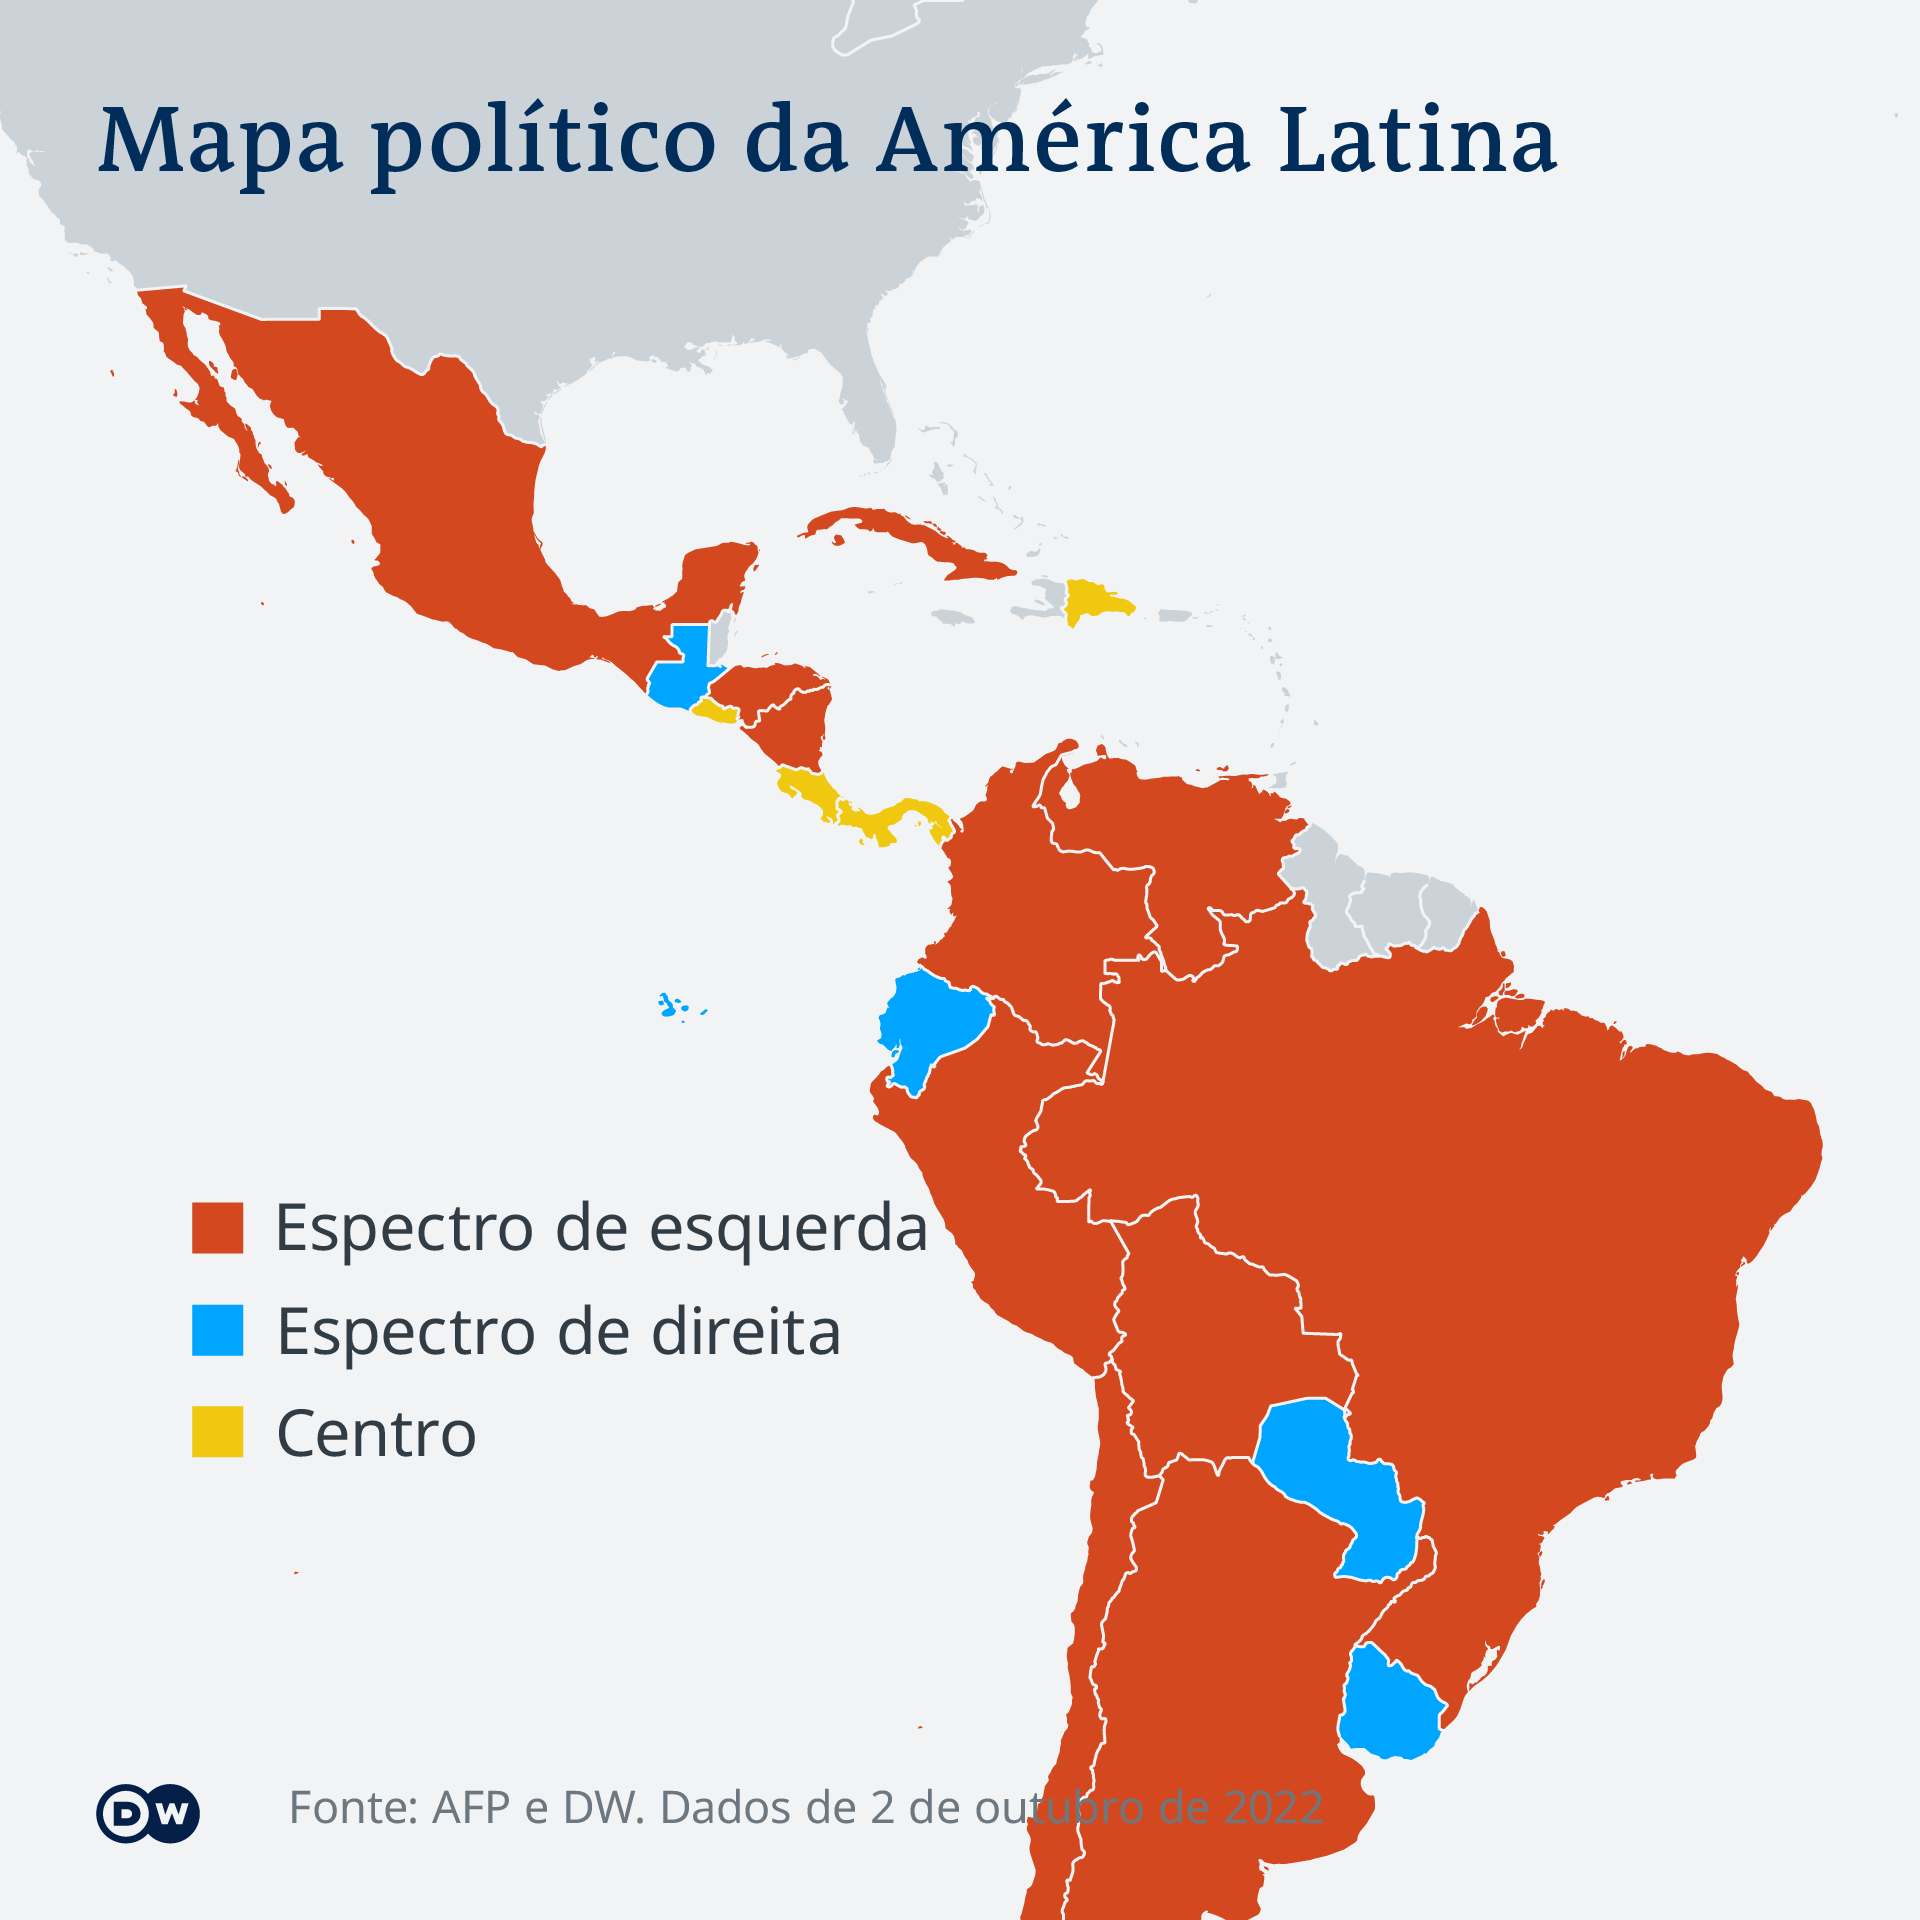 Mapa político da América Latina
Espectro de esquerda
Espectro de direita
Centro
DW
Fonte: AFP e DW. Dados de 2 de outubro de 2022